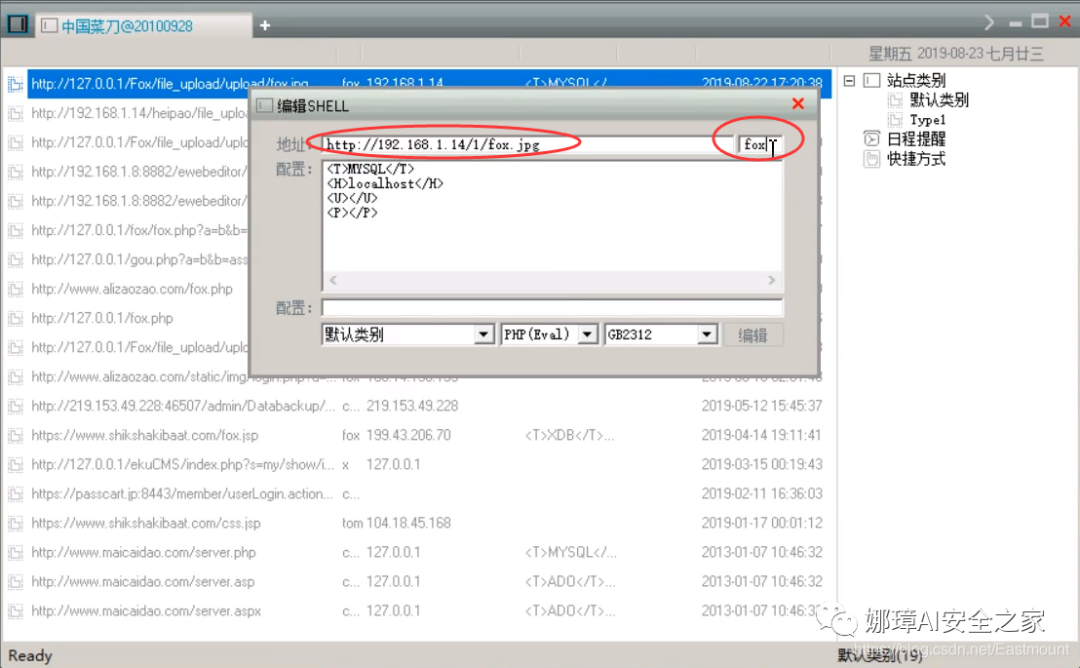 中国菜刀@20100928
+
星期五 2019-08-23 七月廿三
http://127.0.0.1/Fox/file_upload/upload/fox.jpg fox 192.168.1.14 <T>MYSQL</ 2019-08-22 17:20:38
http://192.168.1.14/heipao/file_uplo
http://127.0.0.1/Fox/file_upload/uplo
http://192.168.1.8:8882/ewebeditor/
http://192.168.1.8:8882/ewebeditor/
http://127.0.0.1/fox/fox.php?a=b&b=
http://127.0.0.1/gou.php?a=b&b=ass
http://www.alizaozao.com/fox.php
http://127.0.0.1/fox.php
http://127.0.0.1/Fox/file_upload/uplo
http://www.alizaozao.com/static/img/login.php?d=...
http://219.153.49.228:46507/admin/Databackup/... c... 219.153.49.228 2019-05-12 15:45:37
https://www.shikshakibaat.com/fox.jsp fox 199.43.206.70 <T>XDB</T>... 2019-04-14 19:11:41
http://127.0.0.1/ekuCMS/index.php?s=my/show/i... x 127.0.0.1 2019-03-15 00:19:43
https://passcart.jp:8443/member/userLogin.action... c... 2019-02-11 16:36:03
https://www.shikshakibaat.com/css.jsp tom 104.18.45.168 2019-01-17 00:01:12
http://www.maicaidao.com/server.php c... 127.0.0.1 <T>MYSQL</... 2013-01-07 10:46:32
http://www.maicaidao.com/server.asp c... 127.0.0.1 <T>ADO</T>... 2013-01-07 10:46:32
http://www.maicaidao.com/server.aspx c... 127.0.0.1 <T>ADO</T>... 2013-01-07 10:46:32
编辑SHELL
地址: http://192.168.1.14/1/fox.jpg fox
配置: <T>MYSQL</T>
<H>localhost</H>
<U></U>
<P></P>
配置:
默认类别 PHP(Eval) GB2312 编辑
站点类别
默认类别
Type1
日程提醒
快捷方式
娜璋AI安全之家
https://blog.csdn.net/Eastmount
Ready 默认类别(19)